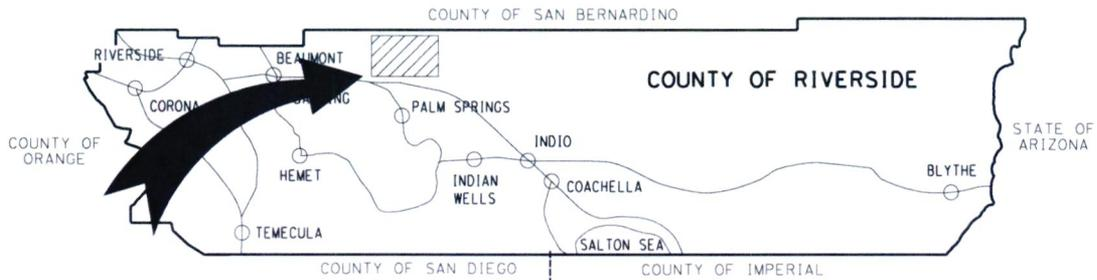 COUNTY OF SAN BERNARDINO
RIVERSIDE
BEAUMONT
COUNTY OF RIVERSIDE
CORONA
PALM SPRINGS
COUNTY OF
ORANGE
STATE OF
ARIZONA
INDIO
HEMET
INDIAN
WELLS
COACHELLA
BLYTHE
TEMECULA
SALTON SEA
COUNTY OF SAN DIEGO
COUNTY OF IMPERIAL